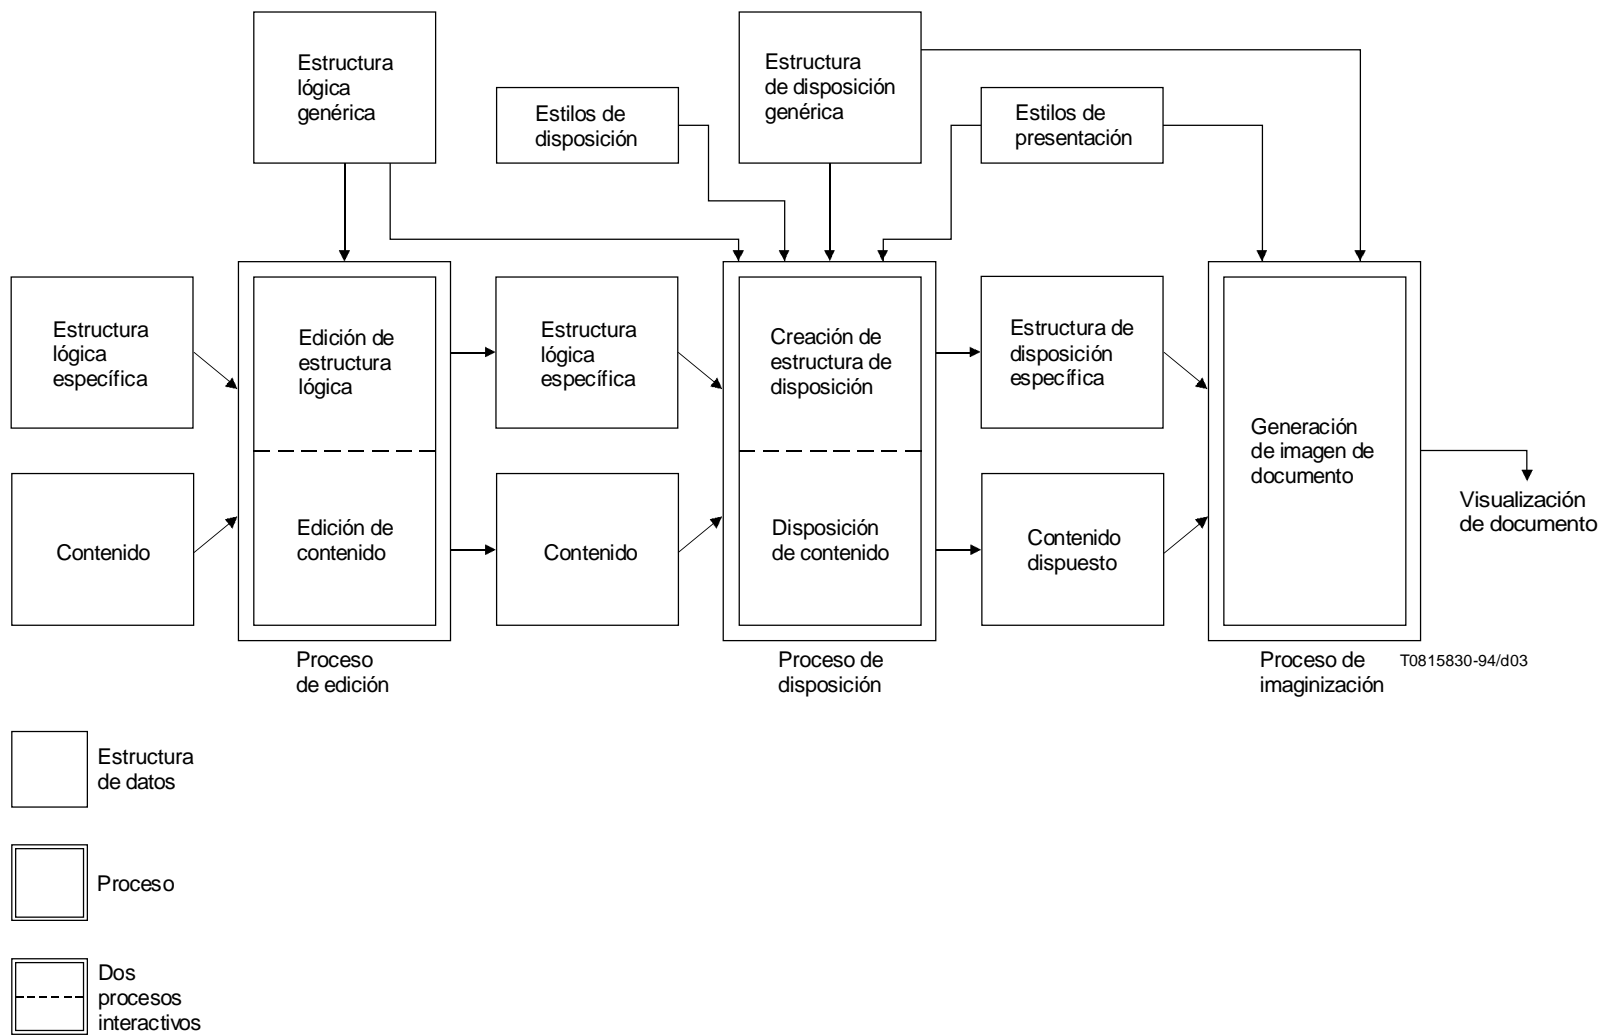 Estructura
lógica
genérica
Estilos de
disposición
Estructura
de disposición
genérica
Estilos de
presentación
Estructura
lógica
específica
Edición de
estructura
lógica
Estructura
lógica
específica
Creación de
estructura de
disposición
Estructura de
disposición
específica
Generación
de imagen de
documento
Visualización
de documento
Contenido
Edición de
contenido
Contenido
Disposición
de contenido
Contenido
dispuesto
Proceso
de edición
Proceso de
disposición
Proceso de
imaginización
T0815830-94/d03
Estructura
de datos
Proceso
Dos
procesos
interactivos